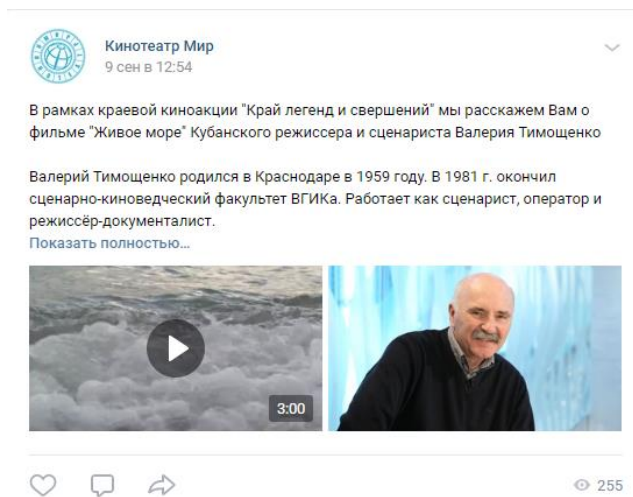 Кинотеатр Мир
9 сен в 12:54
В рамках краевой киноакции "Край легенд и свершений" мы расскажем Вам о
фильме "Живое море" Кубанского режиссера и сценариста Валерия Тимощенко
Валерий Тимощенко родился в Краснодаре в 1959 году. В 1981 г. окончил
сценарно-киноведческий факультет ВГИКа. Работает как сценарист, оператор и
режиссёр-документалист.
Показать полностью...
3:00
255